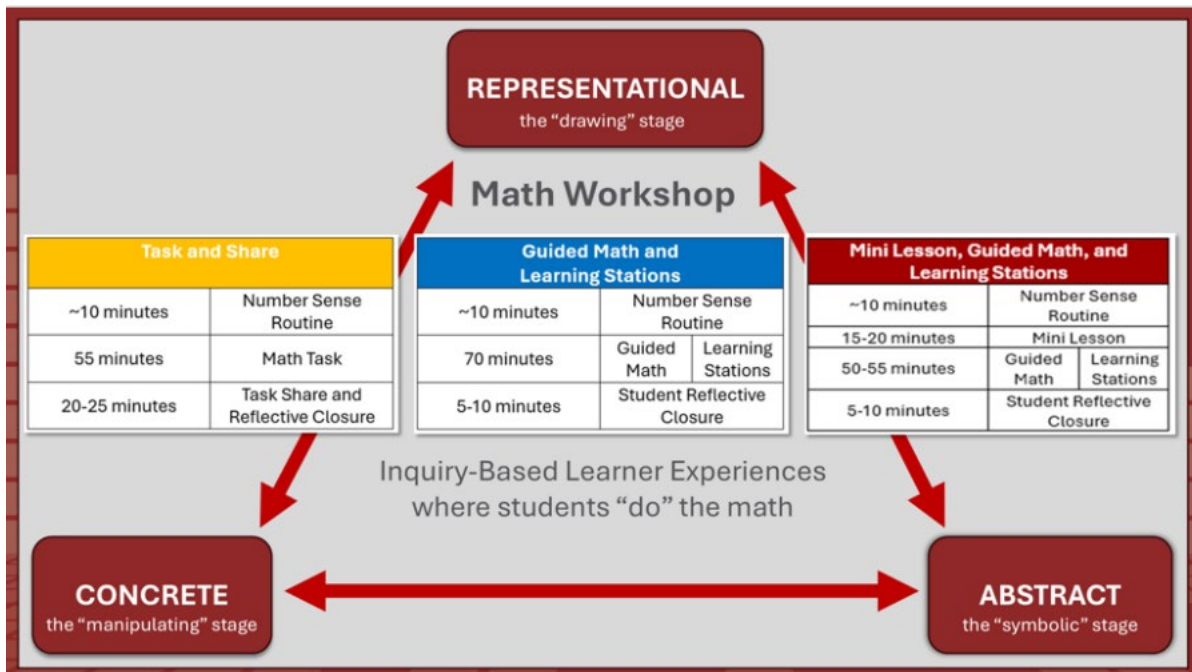 REPRESENTATIONAL
the “drawing” stage
Math Workshop
Task and Share
~10 minutes
Number Sense
Routine
55 minutes
Math Task
20-25 minutes
Task Share and
Reflective Closure
Guided Math and
Learning Stations
~10 minutes
Number Sense
Routine
70 minutes
Guided
Math
Learning
Stations
5-10 minutes
Student Reflective
Closure
Mini Lesson, Guided Math, and
Learning Stations
~10 minutes
Number Sense
Routine
15-20 minutes
Mini Lesson
50-55 minutes
Guided
Math
Learning
Stations
5-10 minutes
Student Reflective
Closure
Inquiry-Based Learner Experiences
where students “do” the math
CONCRETE
the “manipulating” stage
ABSTRACT
the “symbolic” stage